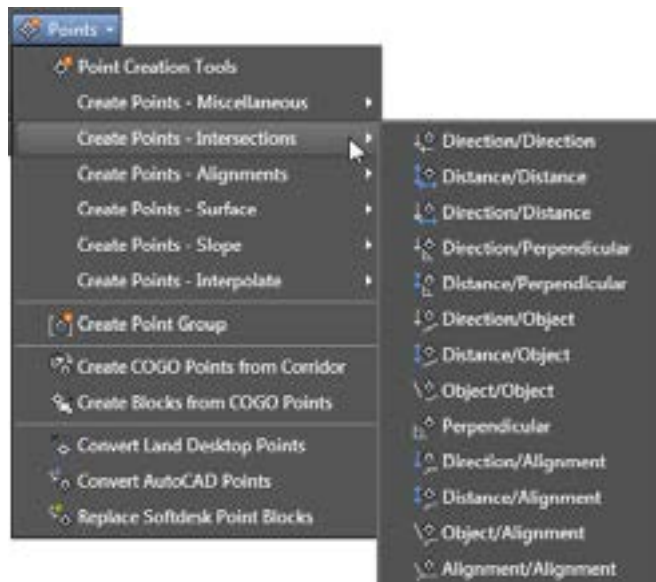 Points
Point Creation Tools
Create Points - Miscellaneous
Create Points - Intersections
Create Points - Alignments
Create Points - Surface
Create Points - Slope
Create Points - Interpolate
Create Point Group
Create COGO Points from Corridor
Create Blocks from COGO Points
Convert Land Desktop Points
Convert AutoCAD Points
Replace Softdesk Point Blocks
Direction/Direction
Distance/Distance
Direction/Distance
Direction/Perpendicular
Distance/Perpendicular
Direction/Object
Distance/Object
Object/Object
Perpendicular
Direction/Alignment
Distance/Alignment
Object/Alignment
Alignment/Alignment